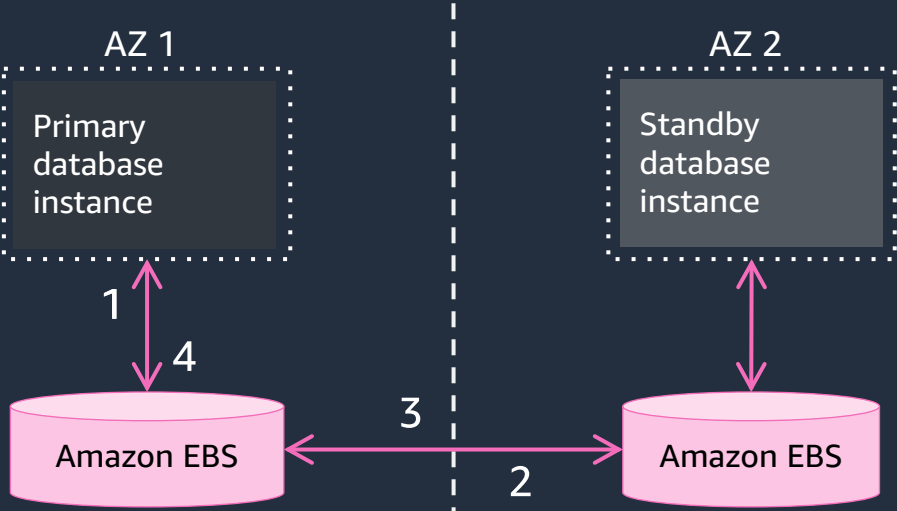 AZ 1
AZ 2
Primary
database
instance
Standby
database
instance
1
4
3
2
Amazon EBS
Amazon EBS